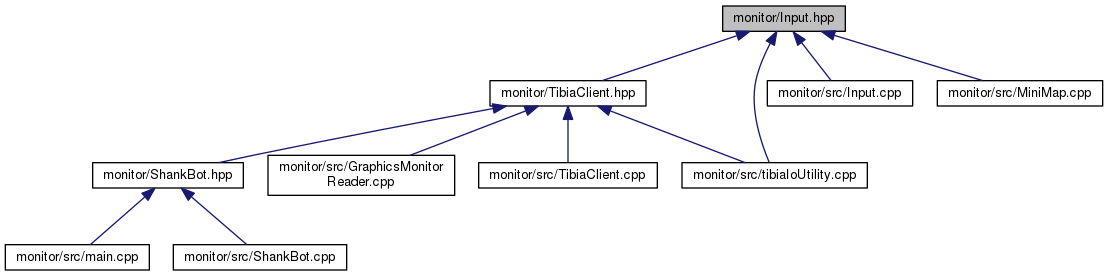 monitor/Input.hpp
monitor/TibiaClient.hpp
monitor/src/Input.cpp
monitor/src/MiniMap.cpp
monitor/ShankBot.hpp
monitor/src/GraphicsMonitor
Reader.cpp
monitor/src/TibiaClient.cpp
monitor/src/tibiaIoUtility.cpp
monitor/src/main.cpp
monitor/src/ShankBot.cpp